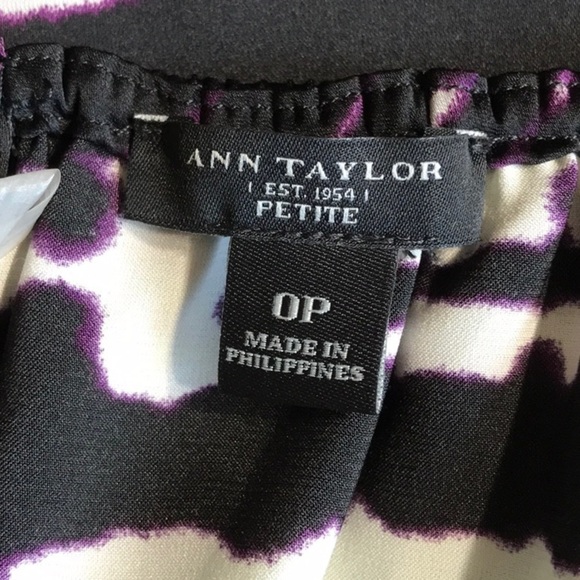 ANN TAYLOR
EST. 1954
PETITE
0P
MADE IN
PHILIPPINES